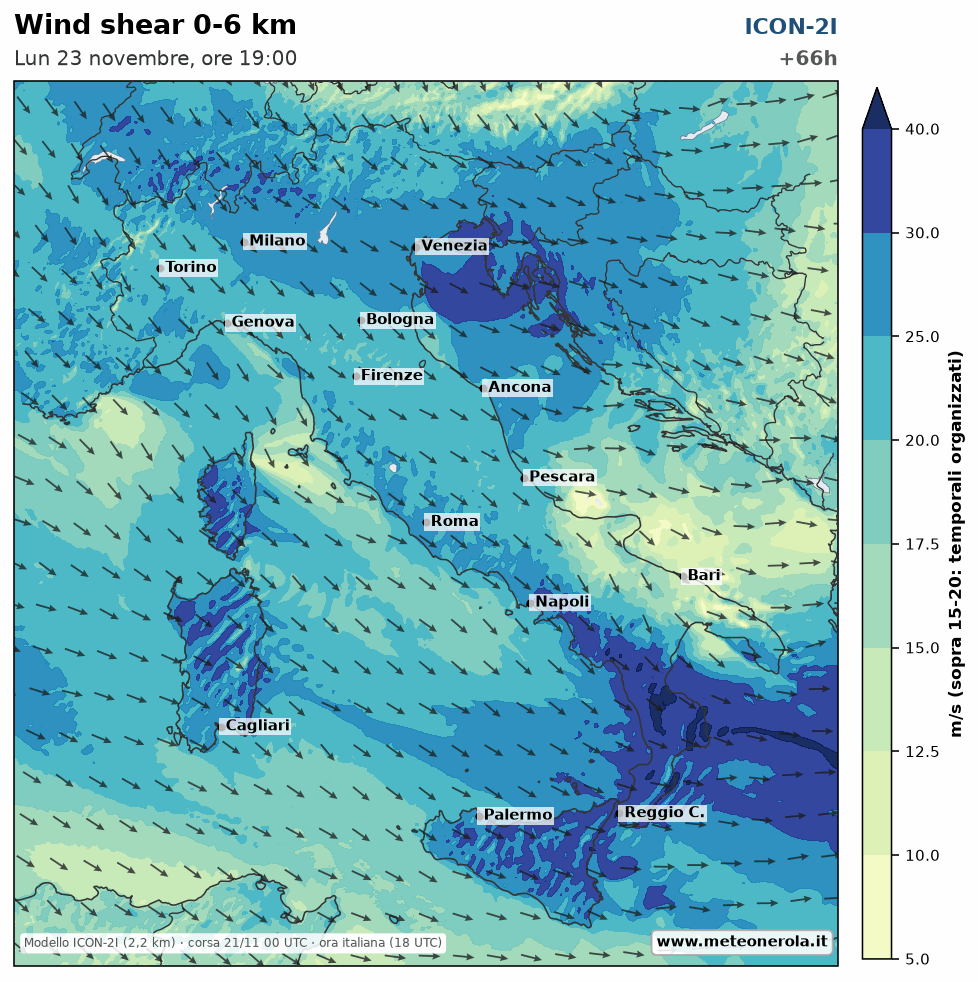 Wind shear 0-6 km
ICON-2I
Lun 23 novembre, ore 19:00
+66h
Milano
Venezia
Torino
Genova
Bologna
Firenze
Ancona
Pescara
Roma
Bari
Napoli
Cagliari
Palermo
Reggio C.
Modello ICON-2I (2,2 km) · corsa 21/11 00 UTC · ora italiana (18 UTC)
www.meteonerola.it
40.0
30.0
25.0
20.0
17.5
15.0
12.5
10.0
5.0
m/s (sopra 15-20: temporali organizzati)